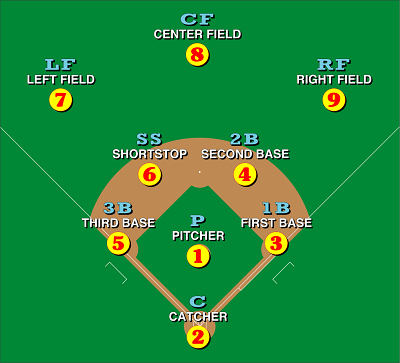 CF
CENTER FIELD
8
LF
LEFT FIELD
7
RF
RIGHT FIELD
9
SS
SHORTSTOP
6
2B
SECOND BASE
4
3B
THIRD BASE
5
P
PITCHER
1
1B
FIRST BASE
3
C
CATCHER
2